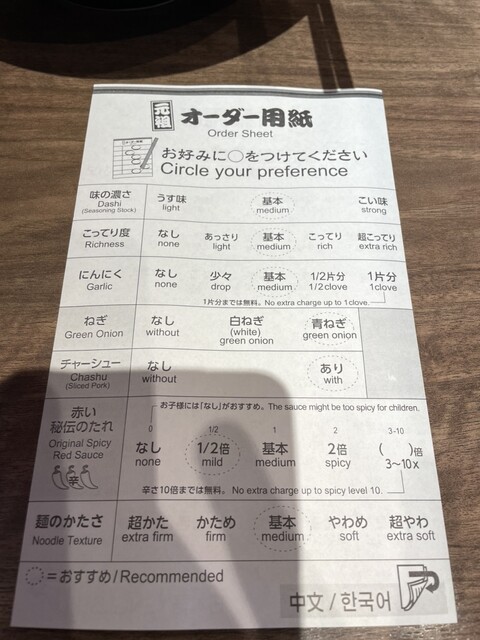 元祖 オーダー用紙
Order Sheet
お好みに○をつけてください
Circle your preference
味の濃さ うす味 基本 こい味
Dashi light medium strong
(Seasoning Stock)
こってり度 なし あっさり 基本 こってり 超こってり
Richness none light medium rich extra rich
にんにく なし 少々 基本 1/2片分 1片分
Garlic none drop medium 1/2clove 1clove
1片分までは無料。No extra charge up to 1 clove.
ねぎ なし 白ねぎ 青ねぎ
Green Onion without (white) green onion
green onion
チャーシュー なし あり
Chashu without with
(Sliced Pork)
お子様には「なし」がおすすめ。The sauce might be too spicy for children.
赤い 0 1/2 1 2 3-10
秘伝のたれ なし 1/2倍 基本 2倍 ( )倍
Original Spicy none mild medium spicy 3~10x
Red Sauce
辛 辛さ10倍までは無料。No extra charge up to spicy level 10.
麺のかたさ 超かた かため 基本 やわめ 超やわ
Noodle Texture extra firm firm medium soft extra soft
=おすすめ/Recommended
中文/한국어